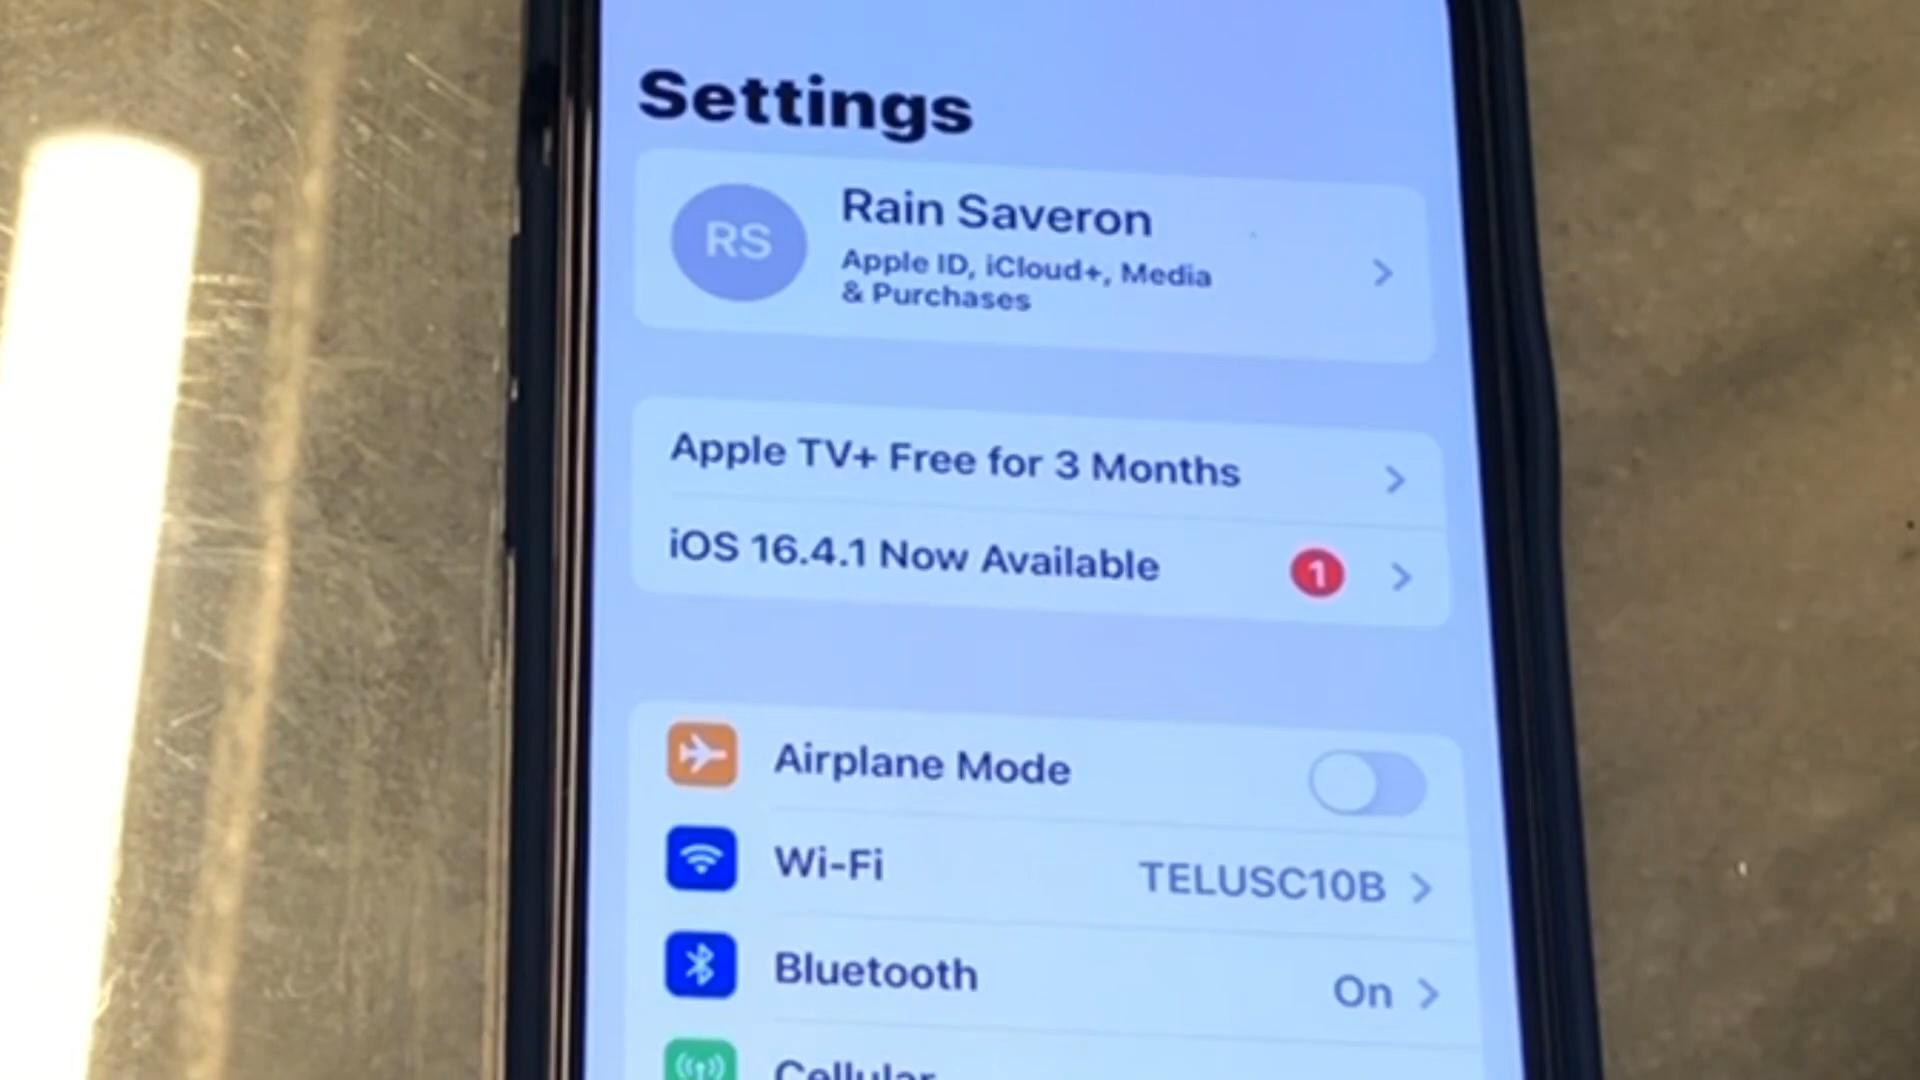 Settings
RS
Rain Saveron
Apple ID, iCloud+, Media
& Purchases
Apple TV+ Free for 3 Months
iOS 16.4.1 Now Available 1
Airplane Mode
Wi-Fi TELUSC10B
Bluetooth On
Cellular